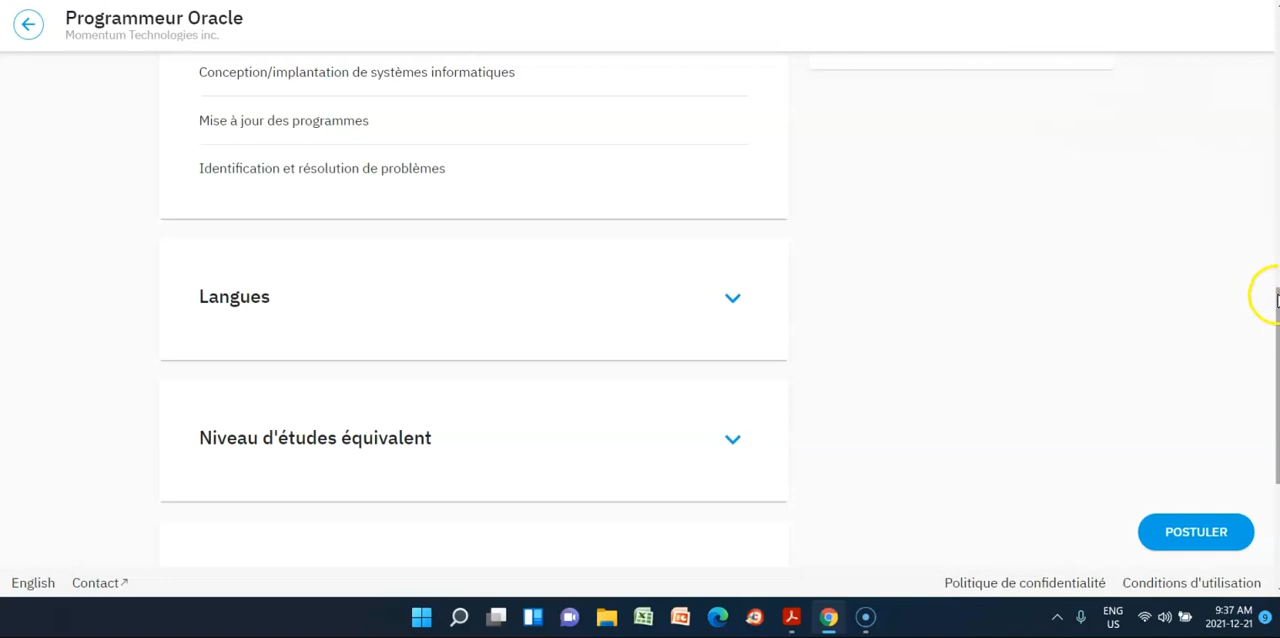 Programmeur Oracle
Momentum Technologies inc.
Conception/implantation de systèmes informatiques
Mise à jour des programmes
Identification et résolution de problèmes
Langues
Niveau d'études équivalent
POSTULER
English Contact Politique de confidentialité Conditions d'utilisation
ENG 9:37 AM
US 2021-12-21 9